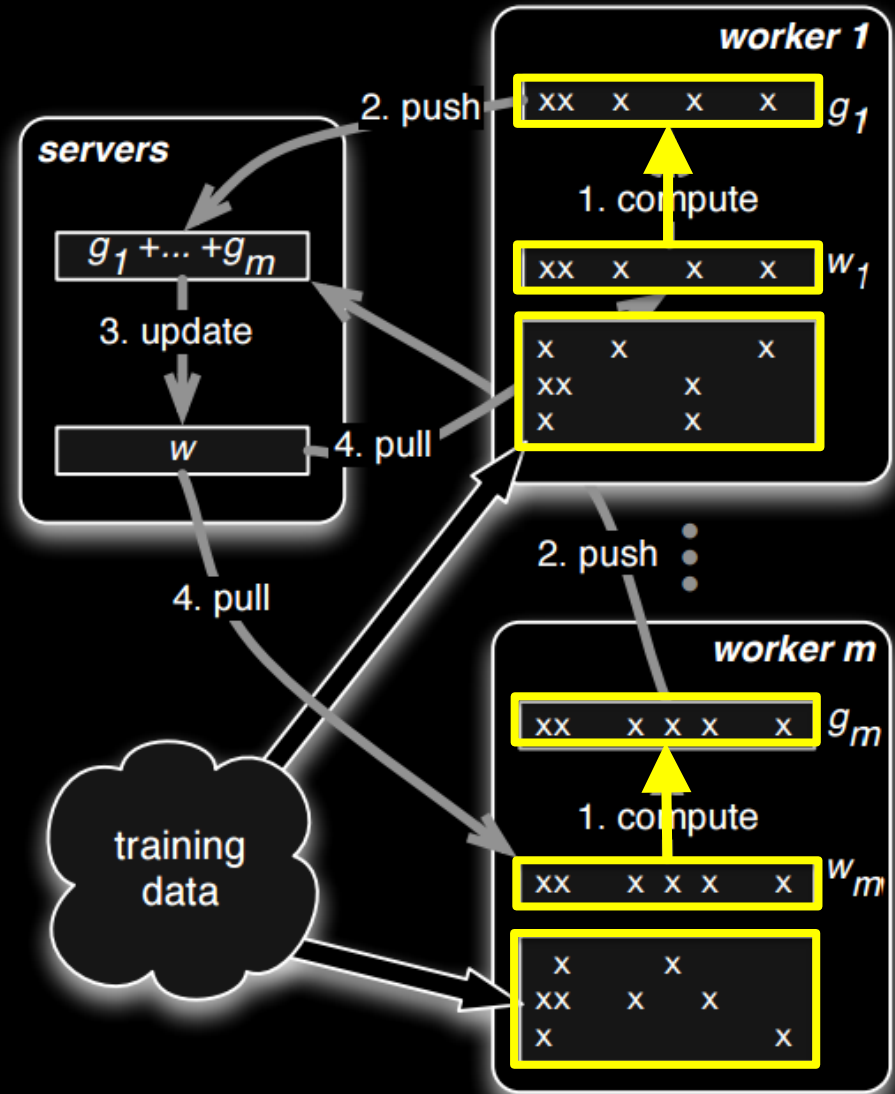 worker 1
xx x x x g1
2. push
servers
1. compute
g1 +... +gm
xx x x x w1
3. update
x x x
xx x
x x
w
4. pull
2. push
4. pull
worker m
xx x x x x gm
1. compute
training
data
xx x x x x wm
x x
xx x x
x x